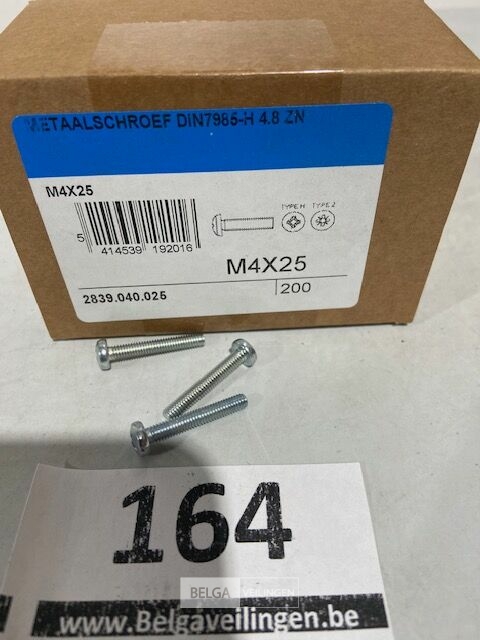 METAALSCHROEF DIN7985-H 4.8 ZN
M4X25
TYPE H TYPE Z
5 414539 192016
M4X25
2839.040.025 200
164
BELGA VEILINGEN
www.Belgaveilingen.be